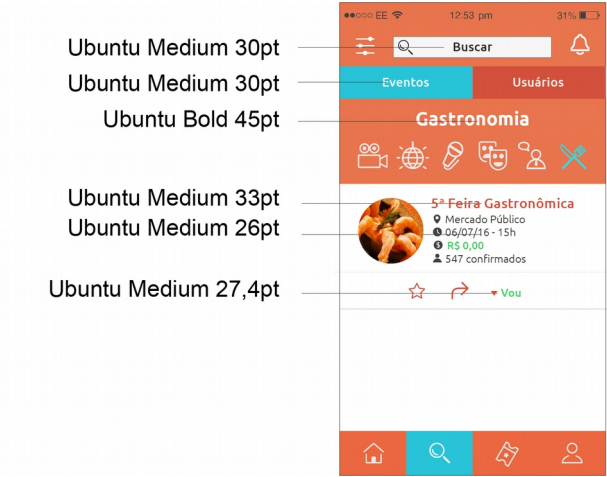 ●●○○○ EE 12:53 pm 31%
Ubuntu Medium 30pt
Buscar
Ubuntu Medium 30pt
Eventos Usuários
Ubuntu Bold 45pt
Gastronomia
Ubuntu Medium 33pt
5ª Feira Gastronômica
Mercado Público
Ubuntu Medium 26pt
06/07/16 - 15h
R$ 0,00
547 confirmados
Ubuntu Medium 27,4pt
Vou